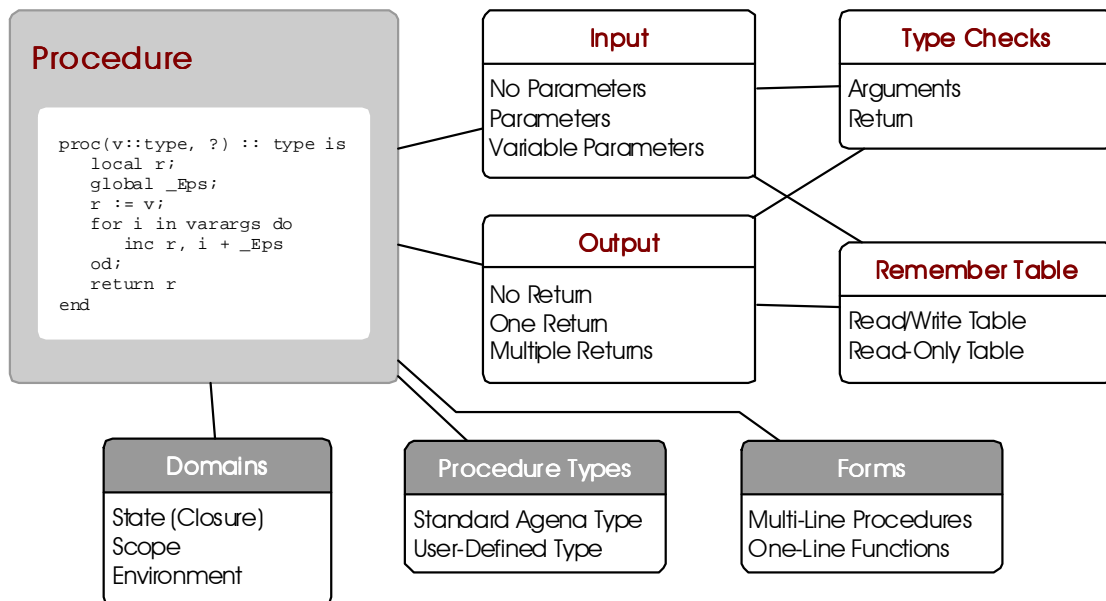 Procedure
proc(v::type, ?) :: type is
local r;
global _Eps;
r := v;
for i in varargs do
inc r, i + _Eps
od;
return r
end
Input
No Parameters
Parameters
Variable Parameters
Type Checks
Arguments
Return
Output
No Return
One Return
Multiple Returns
Remember Table
Read/Write Table
Read-Only Table
Domains
State (Closure)
Scope
Environment
Procedure Types
Standard Agena Type
User-Defined Type
Forms
Multi-Line Procedures
One-Line Functions